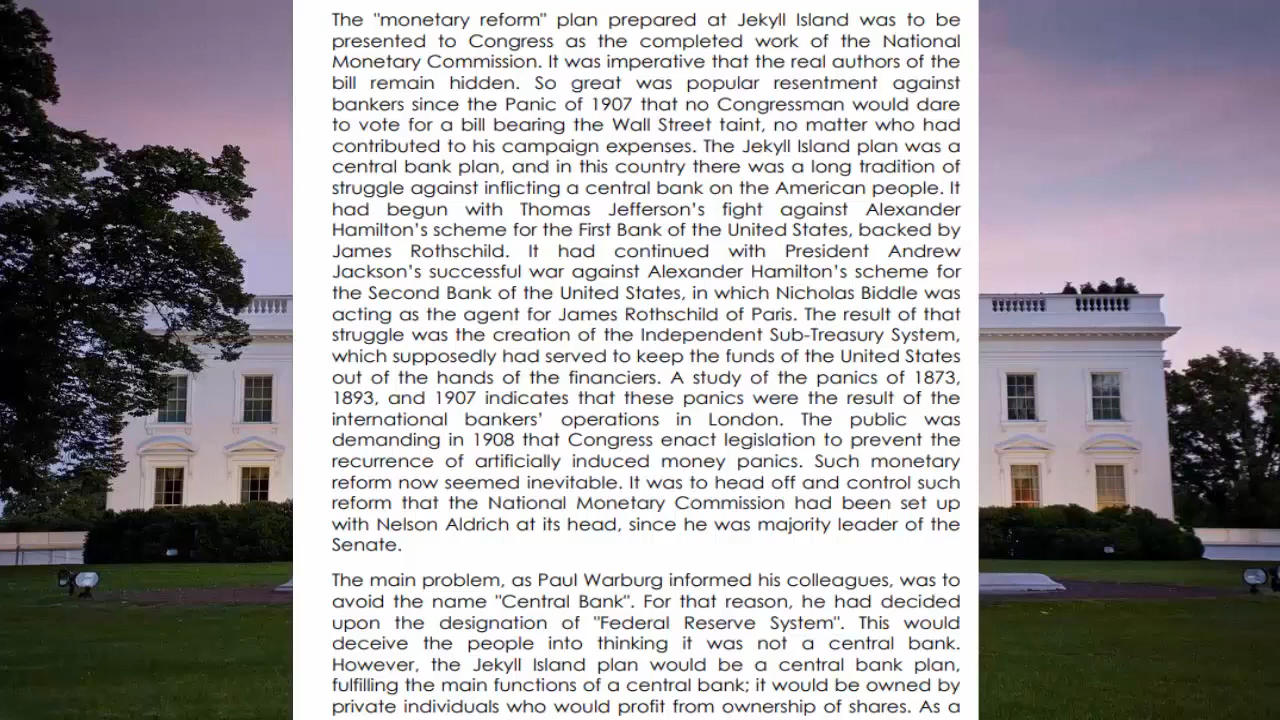 The "monetary reform" plan prepared at Jekyll Island was to be
presented to Congress as the completed work of the National
Monetary Commission. It was imperative that the real authors of the
bill remain hidden. So great was popular resentment against
bankers since the Panic of 1907 that no Congressman would dare
to vote for a bill bearing the Wall Street taint, no matter who had
contributed to his campaign expenses. The Jekyll Island plan was a
central bank plan, and in this country there was a long tradition of
struggle against inflicting a central bank on the American people. It
had begun with Thomas Jefferson's fight against Alexander
Hamilton's scheme for the First Bank of the United States, backed by
James Rothschild. It had continued with President Andrew
Jackson's successful war against Alexander Hamilton's scheme for
the Second Bank of the United States, in which Nicholas Biddle was
acting as the agent for James Rothschild of Paris. The result of that
struggle was the creation of the Independent Sub-Treasury System,
which supposedly had served to keep the funds of the United States
out of the hands of the financiers. A study of the panics of 1873,
1893, and 1907 indicates that these panics were the result of the
international bankers' operations in London. The public was
demanding in 1908 that Congress enact legislation to prevent the
recurrence of artificially induced money panics. Such monetary
reform now seemed inevitable. It was to head off and control such
reform that the National Monetary Commission had been set up
with Nelson Aldrich at its head, since he was majority leader of the
Senate.
The main problem, as Paul Warburg informed his colleagues, was to
avoid the name "Central Bank". For that reason, he had decided
upon the designation of "Federal Reserve System". This would
deceive the people into thinking it was not a central bank.
However, the Jekyll Island plan would be a central bank plan,
fulfilling the main functions of a central bank; it would be owned by
private individuals who would profit from ownership of shares. As a